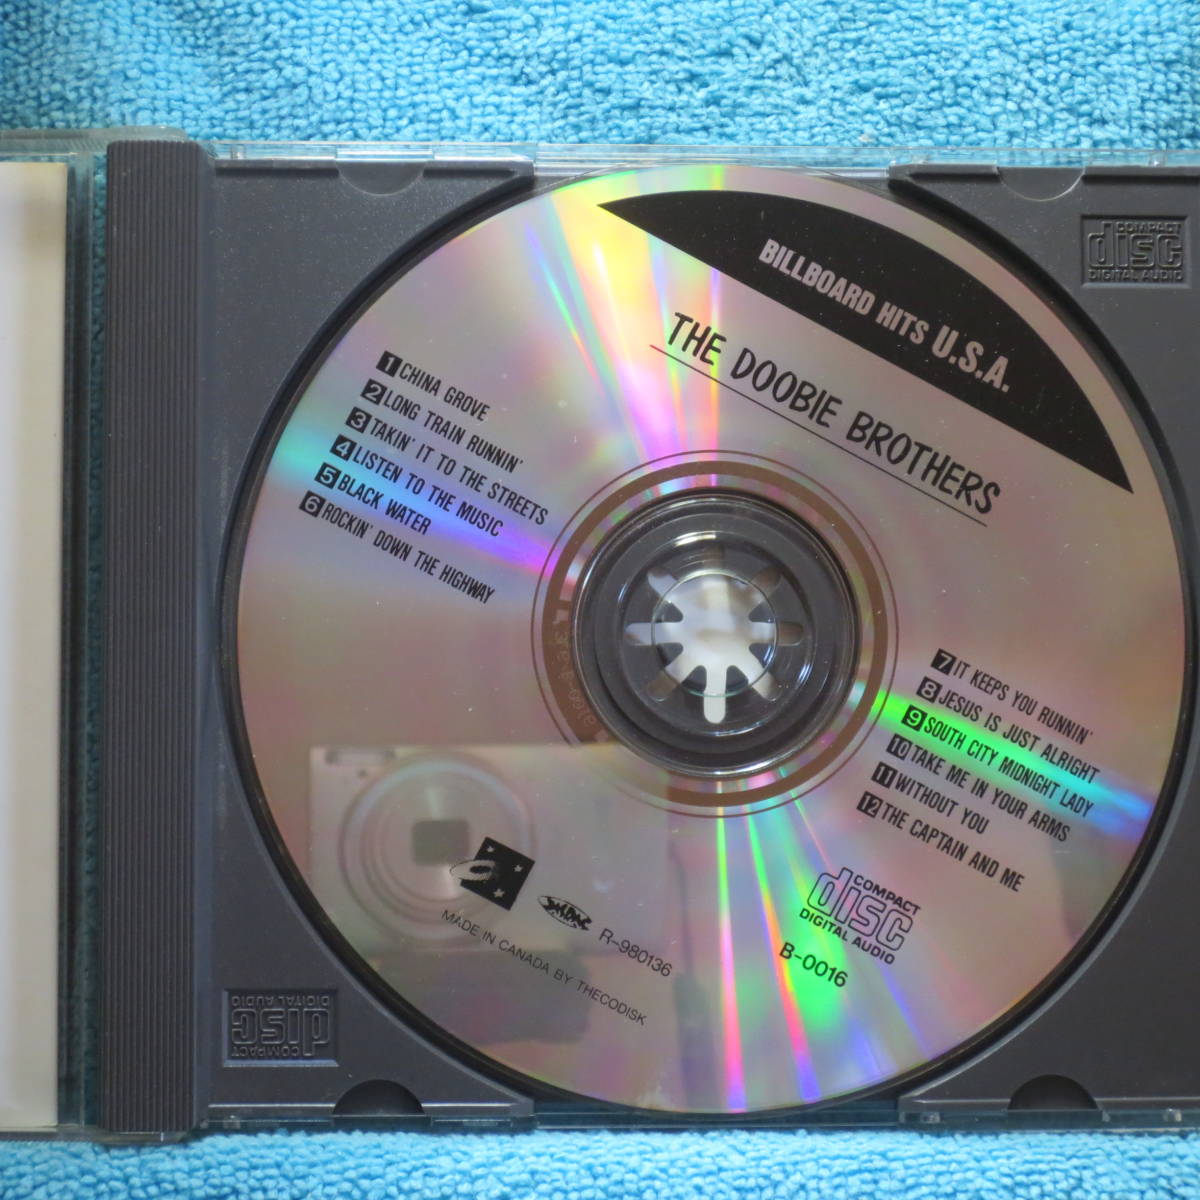 BILLBOARD HITS U.S.A.
THE DOOBIE BROTHERS
1 CHINA GROVE
2 LONG TRAIN RUNNIN'
3 TAKIN' IT TO THE STREETS
4 LISTEN TO THE MUSIC
5 BLACK WATER
6 ROCKIN' DOWN THE HIGHWAY
7 IT KEEPS YOU RUNNIN'
8 JESUS IS JUST ALRIGHT
9 SOUTH CITY MIDNIGHT LADY
10 TAKE ME IN YOUR ARMS
11 WITHOUT YOU
12 THE CAPTAIN AND ME
COMPACT
disc
DIGITAL AUDIO
B-0016
R-980136
MADE IN CANADA BY THECODISK
COMPACT
disc
DIGITAL AUDIO
COMPACT
disc
DIGITAL AUDIO